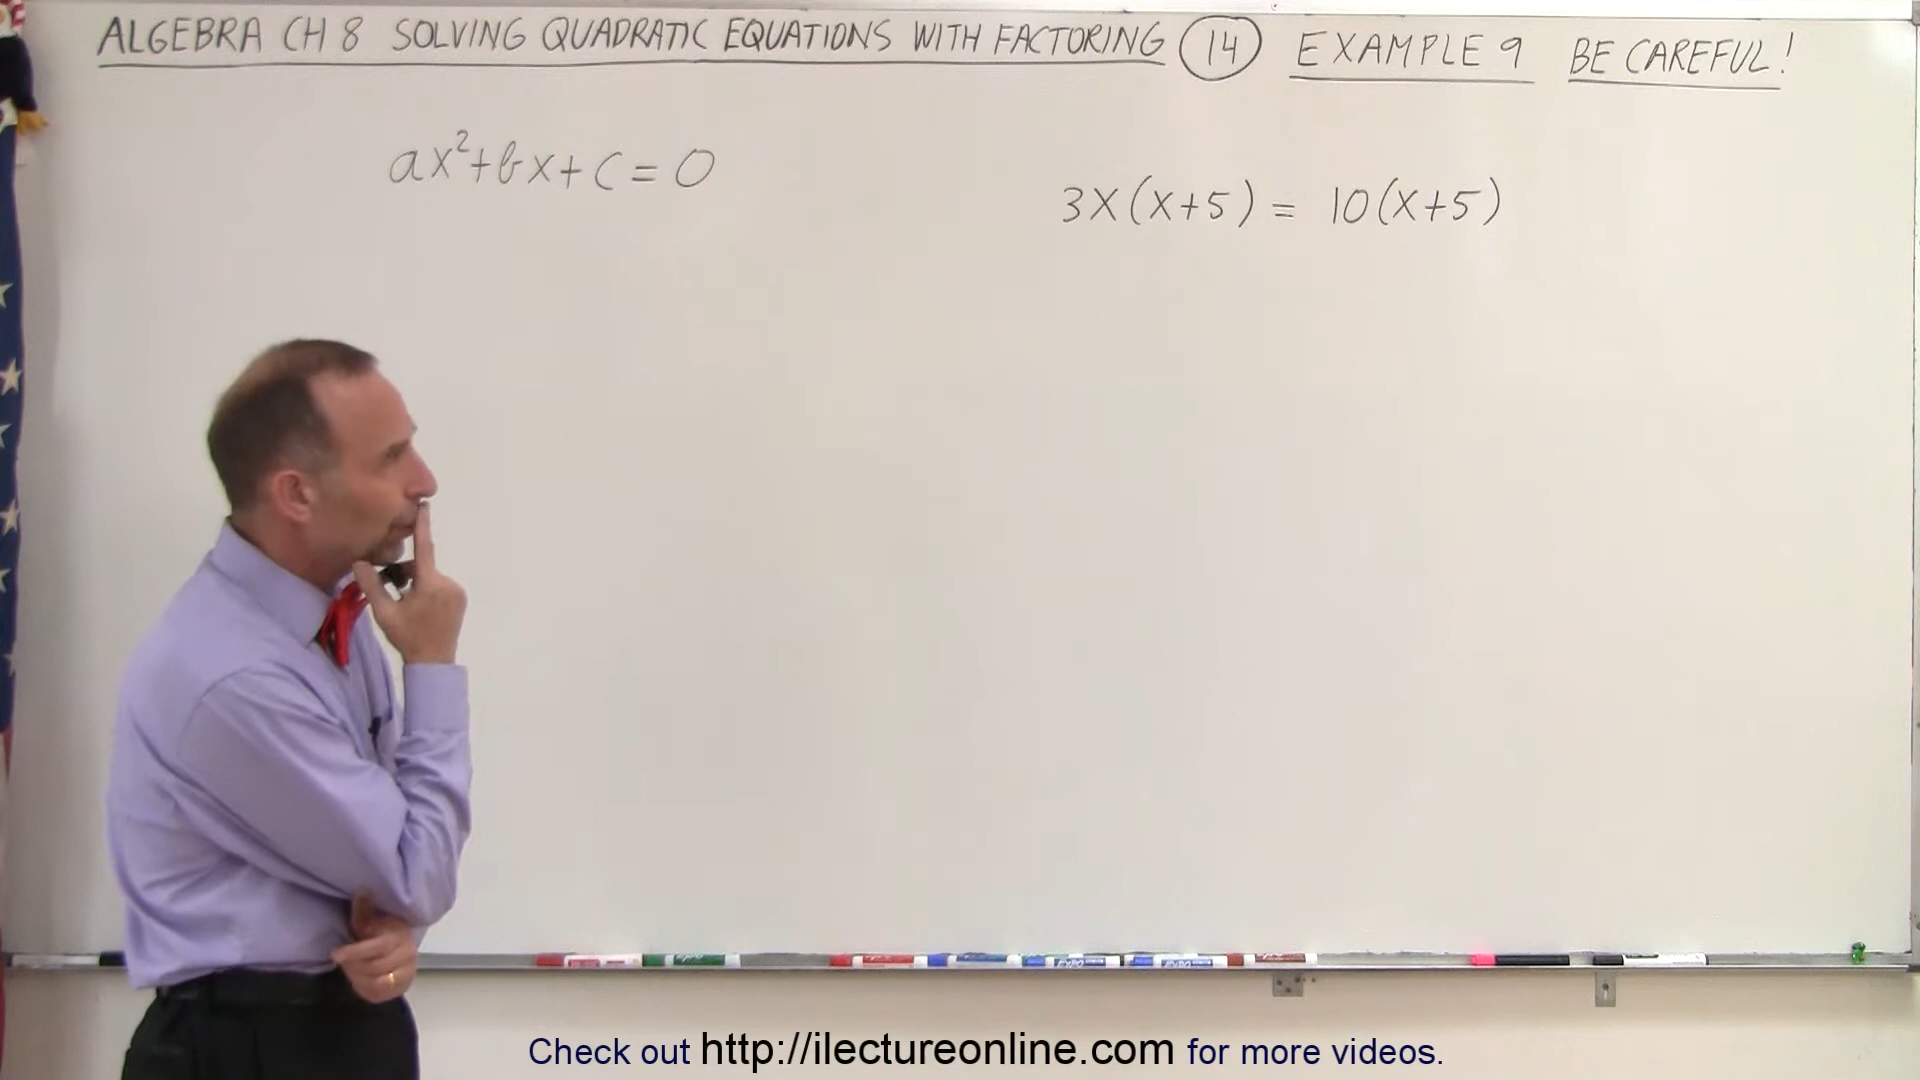 ALGEBRA CH 8 SOLVING QUADRATIC EQUATIONS WITH FACTORING 14 EXAMPLE 9 BE CAREFUL!
ax²+bx+c=0
3X(X+5) = 10(X+5)
Check out http://ilectureonline.com for more videos.